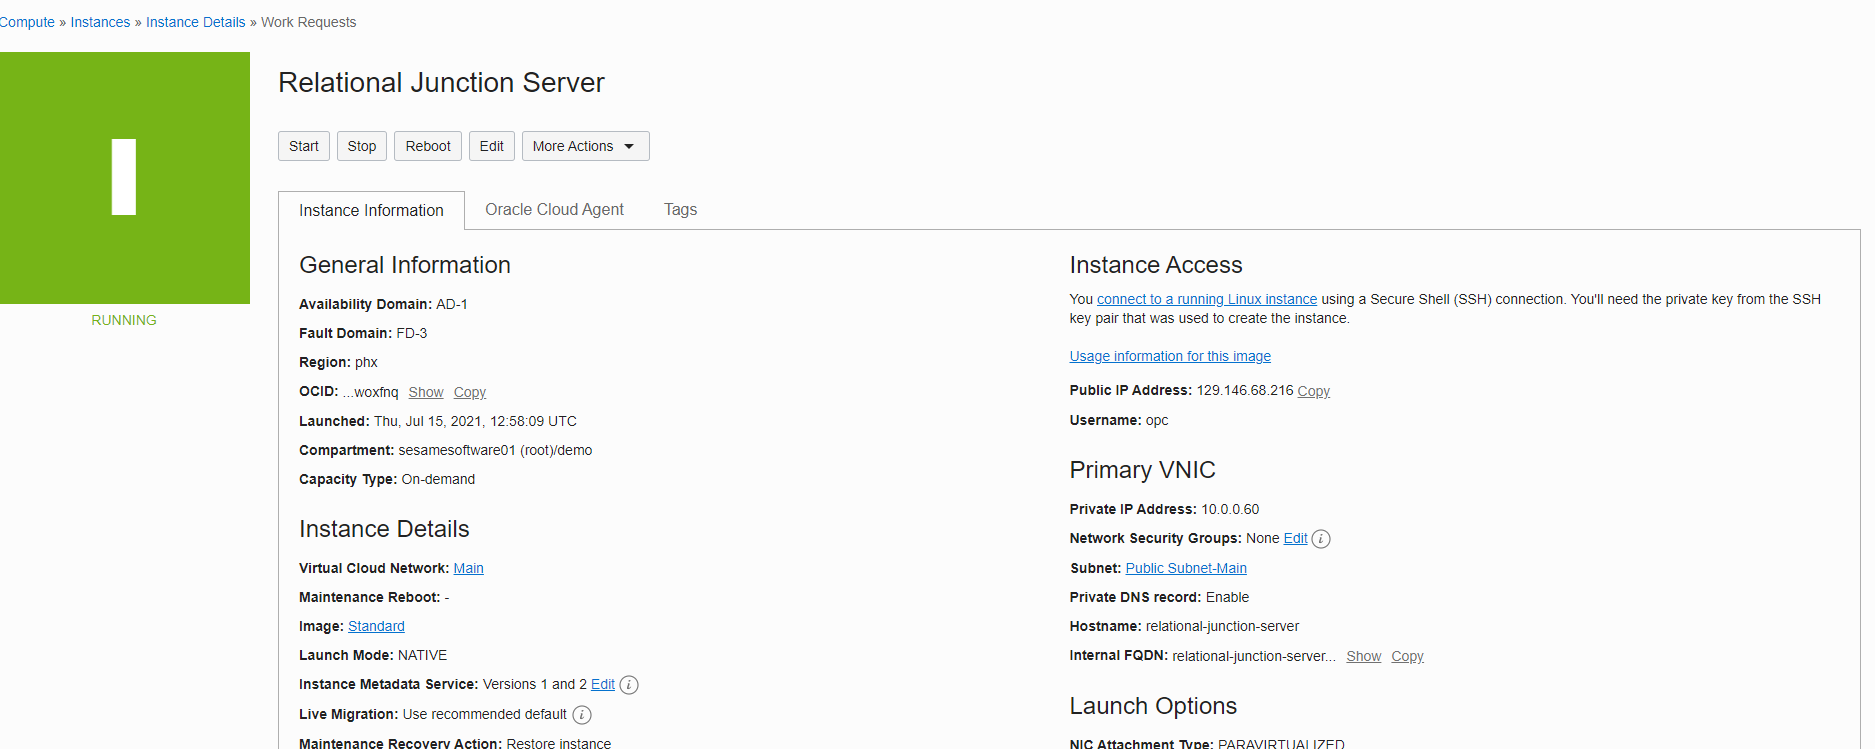 Compute » Instances » Instance Details » Work Requests
I
RUNNING
Relational Junction Server
Start Stop Reboot Edit More Actions
Instance Information Oracle Cloud Agent Tags
General Information
Availability Domain: AD-1
Fault Domain: FD-3
Region: phx
OCID: ...woxfnq Show Copy
Launched: Thu, Jul 15, 2021, 12:58:09 UTC
Compartment: sesamesoftware01 (root)/demo
Capacity Type: On-demand
Instance Details
Virtual Cloud Network: Main
Maintenance Reboot: -
Image: Standard
Launch Mode: NATIVE
Instance Metadata Service: Versions 1 and 2 Edit i
Live Migration: Use recommended default i
Maintenance Recovery Action: Restore instance
Instance Access
You connect to a running Linux instance using a Secure Shell (SSH) connection. You'll need the private key from the SSH
key pair that was used to create the instance.
Usage information for this image
Public IP Address: 129.146.68.216 Copy
Username: opc
Primary VNIC
Private IP Address: 10.0.0.60
Network Security Groups: None Edit i
Subnet: Public Subnet-Main
Private DNS record: Enable
Hostname: relational-junction-server
Internal FQDN: relational-junction-server... Show Copy
Launch Options
NIC Attachment Type: PARAVIRTUALIZED